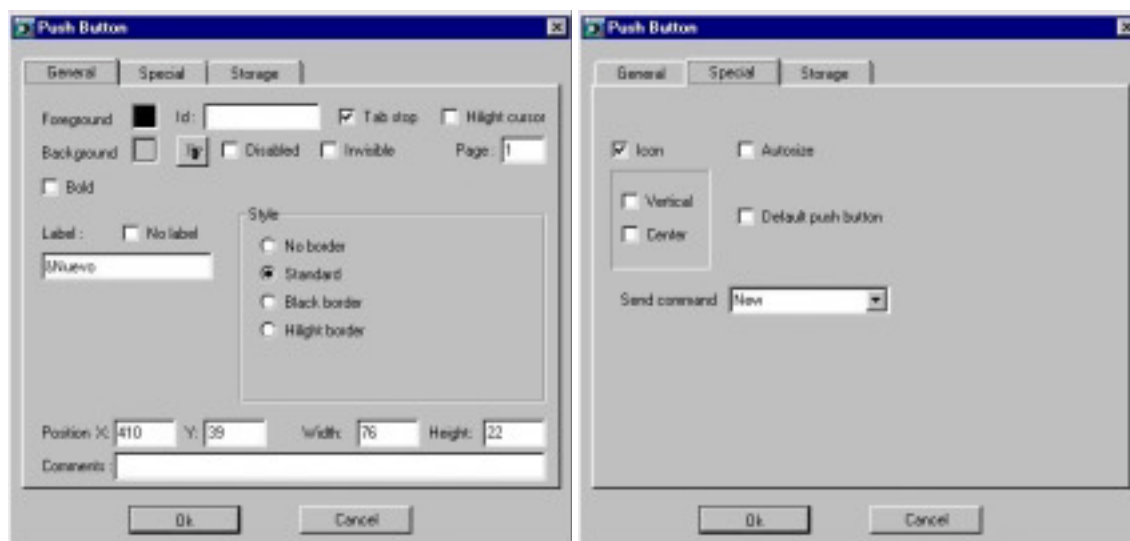 Push Button
General Special Storage
Foreground Id: Tab stop Hilight cursor
Background Disabled Invisible Page: 1
Bold
Style
Label : No label
No border
&Nuevo
Standard
Black border
Hilight border
Position X: 410 Y: 39 Width: 76 Height: 22
Comments :
Ok Cancel
Push Button
General Special Storage
Icon Autosize
Vertical
Default push button
Center
Send command New
Ok Cancel